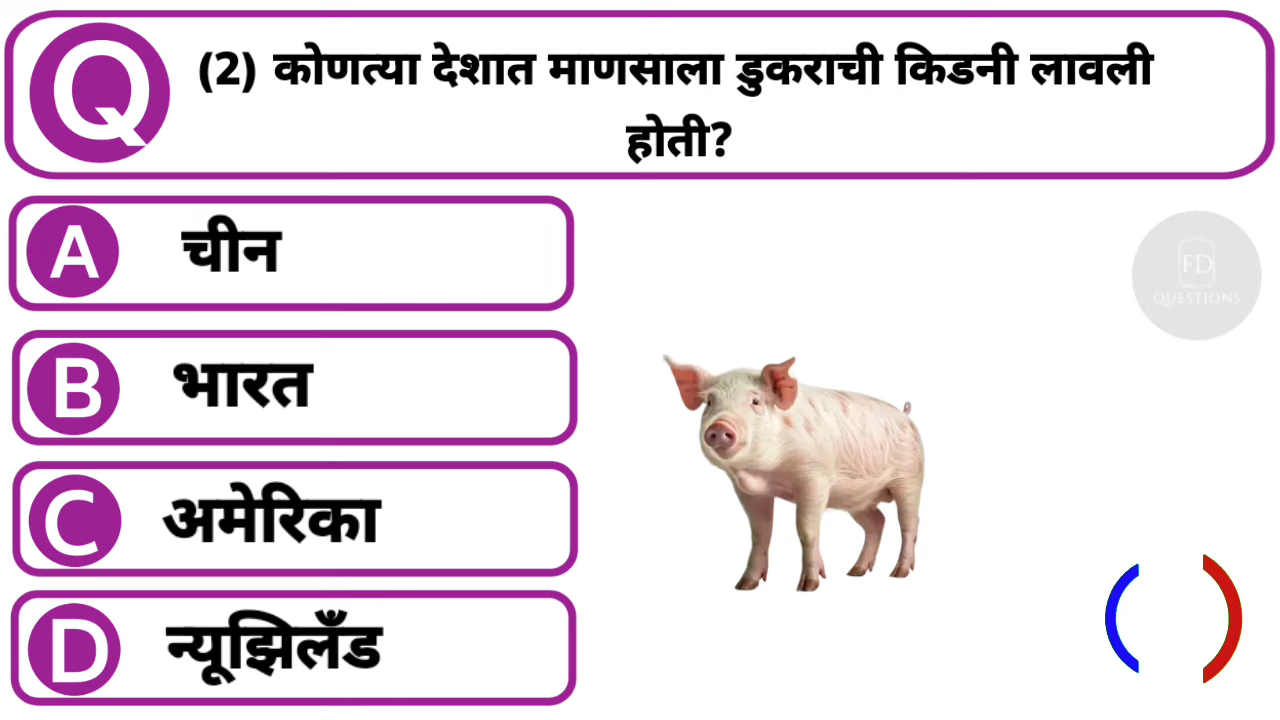 Q
(2) कोणत्या देशात माणसाला डुकराची किडनी लावली
होती?
A चीन
FD
QUESTIONS
B भारत
C अमेरिका
D न्यूझिलँड